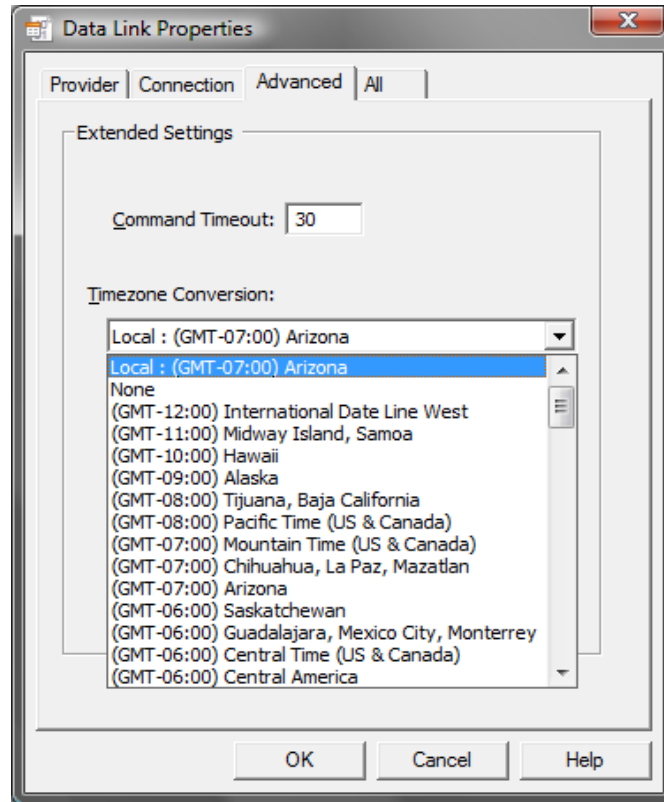 Data Link Properties
Provider Connection Advanced All
Extended Settings
Command Timeout: 30
Timezone Conversion:
Local : (GMT-07:00) Arizona
Local : (GMT-07:00) Arizona
None
(GMT-12:00) International Date Line West
(GMT-11:00) Midway Island, Samoa
(GMT-10:00) Hawaii
(GMT-09:00) Alaska
(GMT-08:00) Tijuana, Baja California
(GMT-08:00) Pacific Time (US & Canada)
(GMT-07:00) Mountain Time (US & Canada)
(GMT-07:00) Chihuahua, La Paz, Mazatlan
(GMT-07:00) Arizona
(GMT-06:00) Saskatchewan
(GMT-06:00) Guadalajara, Mexico City, Monterrey
(GMT-06:00) Central Time (US & Canada)
(GMT-06:00) Central America
OK Cancel Help